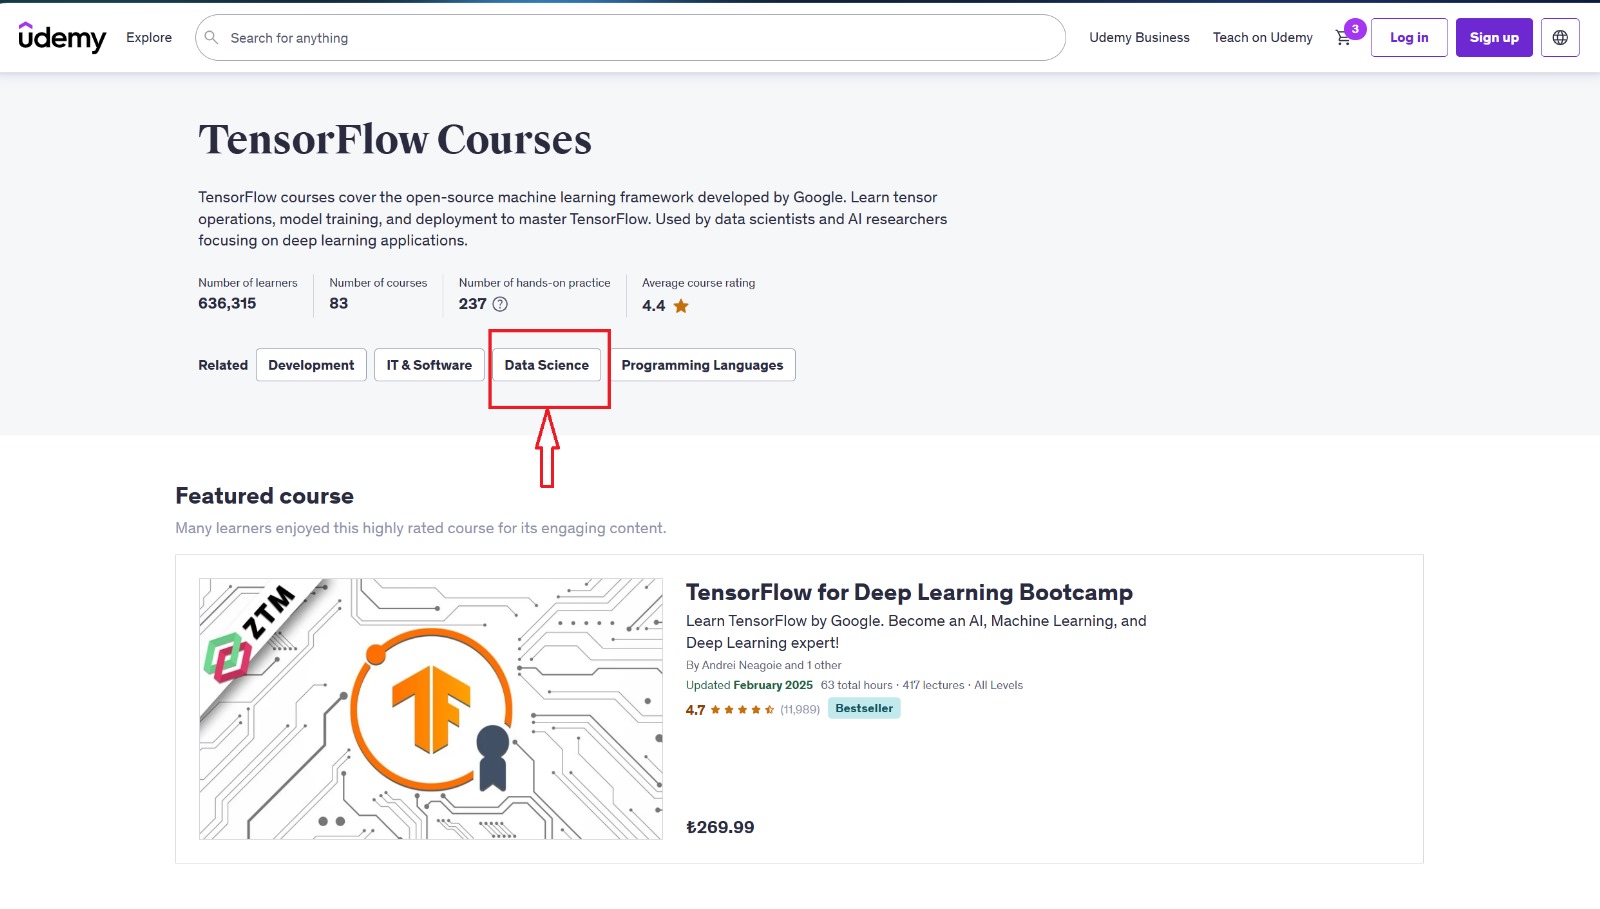 udemy
Explore
Search for anything
Udemy Business
Teach on Udemy
3
Log in
Sign up
TensorFlow Courses
TensorFlow courses cover the open-source machine learning framework developed by Google. Learn tensor
operations, model training, and deployment to master TensorFlow. Used by data scientists and AI researchers
focusing on deep learning applications.
Number of learners
636,315
Number of courses
83
Number of hands-on practice
237 ?
Average course rating
4.4
Related
Development
IT & Software
Data Science
Programming Languages
Featured course
Many learners enjoyed this highly rated course for its engaging content.
ZTM
TensorFlow for Deep Learning Bootcamp
Learn TensorFlow by Google. Become an AI, Machine Learning, and
Deep Learning expert!
By Andrei Neagoie and 1 other
Updated February 2025 63 total hours · 417 lectures · All Levels
4.7 (11,989) Bestseller
₺269.99